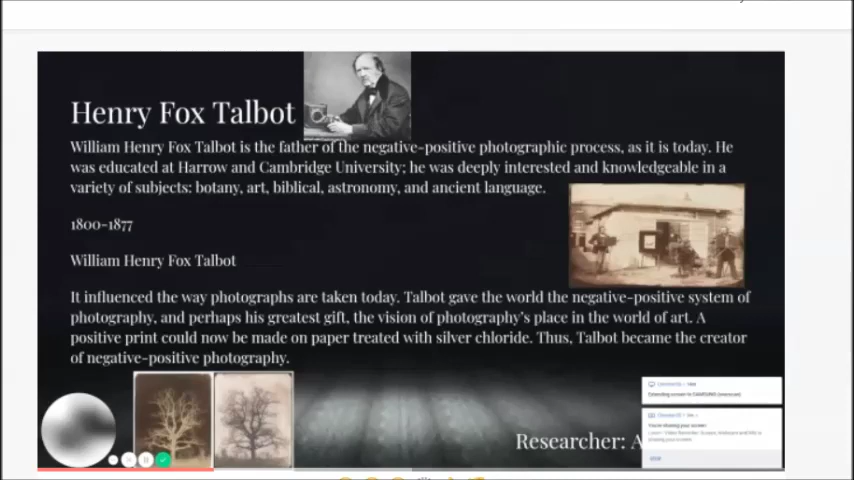 Henry Fox Talbot
William Henry Fox Talbot is the father of the negative-positive photographic process, as it is today. He
was educated at Harrow and Cambridge University; he was deeply interested and knowledgeable in a
variety of subjects: botany, art, biblical, astronomy, and ancient language.
1800-1877
William Henry Fox Talbot
It influenced the way photographs are taken today. Talbot gave the world the negative-positive system of
photography, and perhaps his greatest gift, the vision of photography's place in the world of art. A
positive print could now be made on paper treated with silver chloride. Thus, Talbot became the creator
of negative-positive photography.
Researcher: A
You're sharing your screen